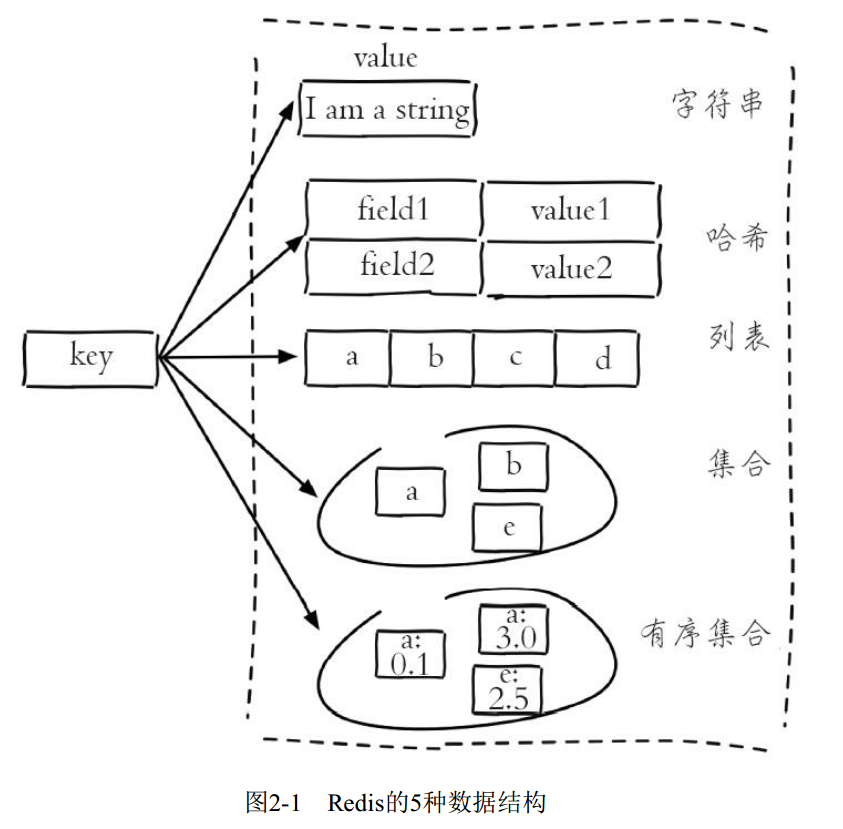 value
I am a string
字符串
field1 value1
哈希
field2 value2
key
a b c d
列表
a
b
e
集合
a:
0.1
a:
3.0
e:
2.5
有序集合
图2-1 Redis的5种数据结构